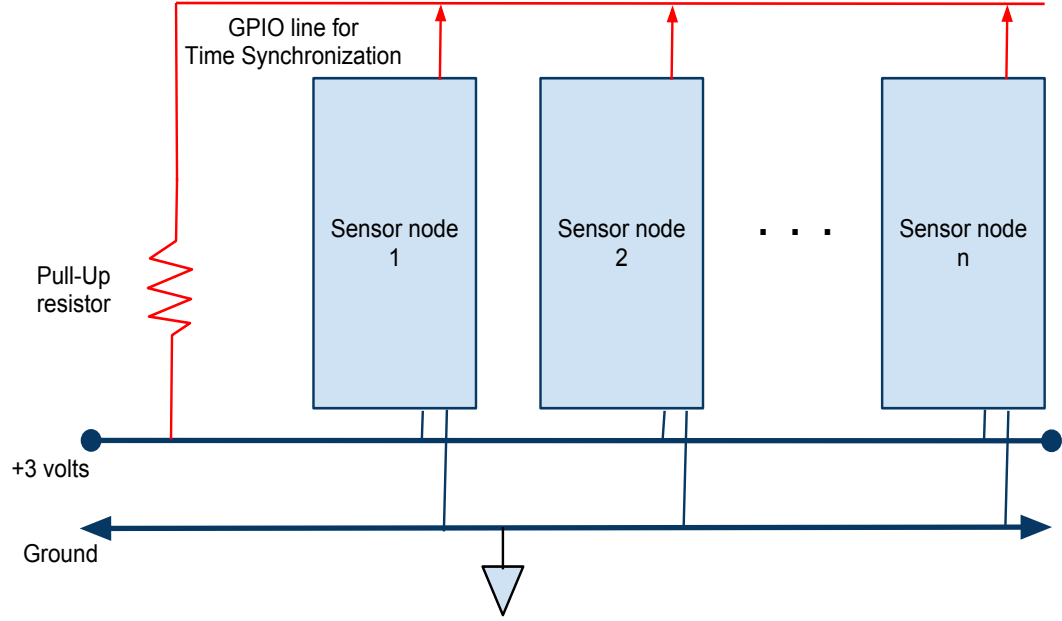 GPIO line for
Time Synchronization
Sensor node
1
Sensor node
2
. . .
Sensor node
n
Pull-Up
resistor
+3 volts
Ground